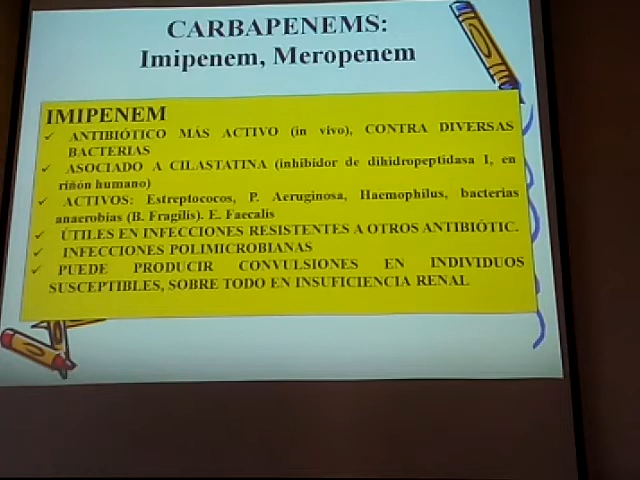 CARBAPENEMS:
Imipenem, Meropenem
IMIPENEM
✓ ANTIBIÓTICO MÁS ACTIVO (in vivo), CONTRA DIVERSAS
BACTERIAS
✓ ASOCIADO A CILASTATINA (inhibidor de dihidropeptidasa I, en
riñón humano)
✓ ACTIVOS: Estreptococos, P. Aeruginosa, Haemophilus, bacterias
anaerobias (B. Fragilis). E. Faecalis
✓ ÚTILES EN INFECCIONES RESISTENTES A OTROS ANTIBIÓTIC.
✓ INFECCIONES POLIMICROBIANAS
✓ PUEDE PRODUCIR CONVULSIONES EN INDIVIDUOS
SUSCEPTIBLES, SOBRE TODO EN INSUFICIENCIA RENAL